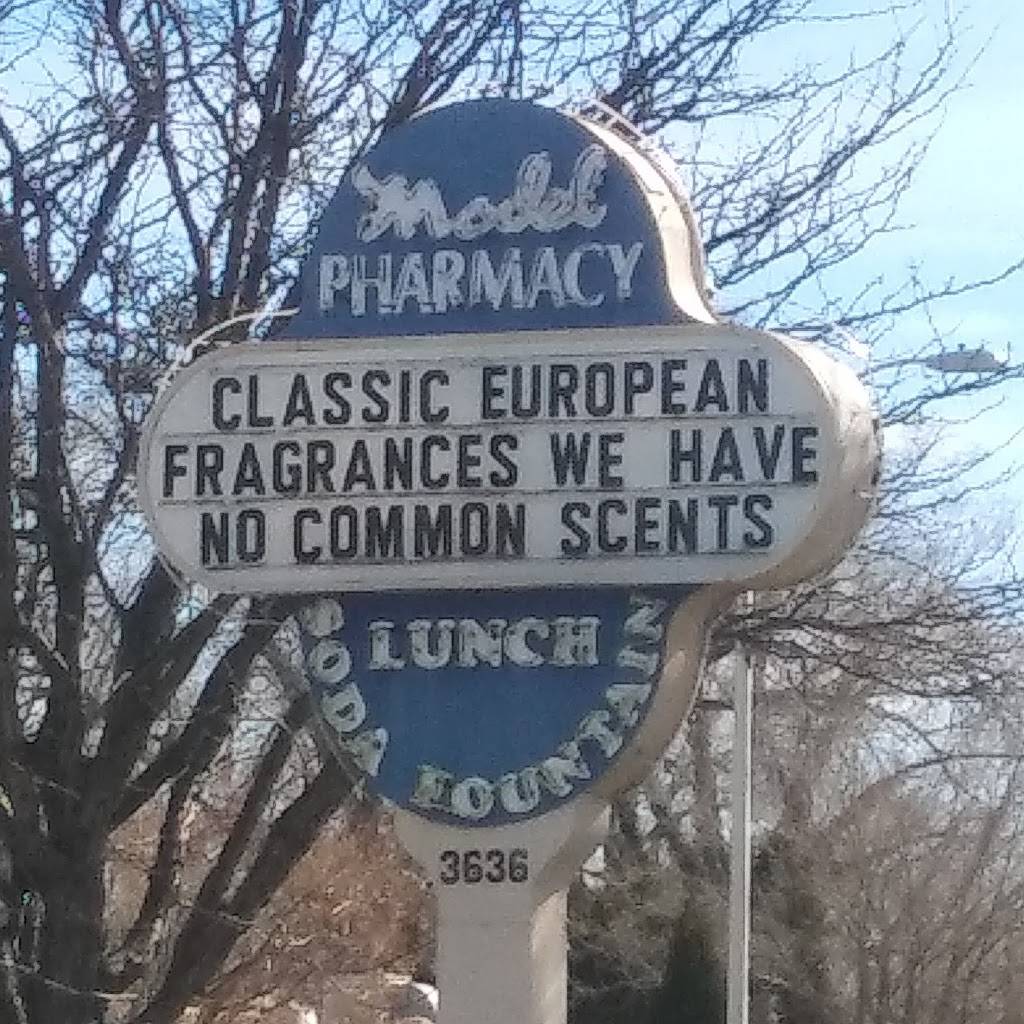 Model
PHARMACY
CLASSIC EUROPEAN
FRAGRANCES WE HAVE
NO COMMON SCENTS
LUNCH
SODA FOUNTAIN
3636